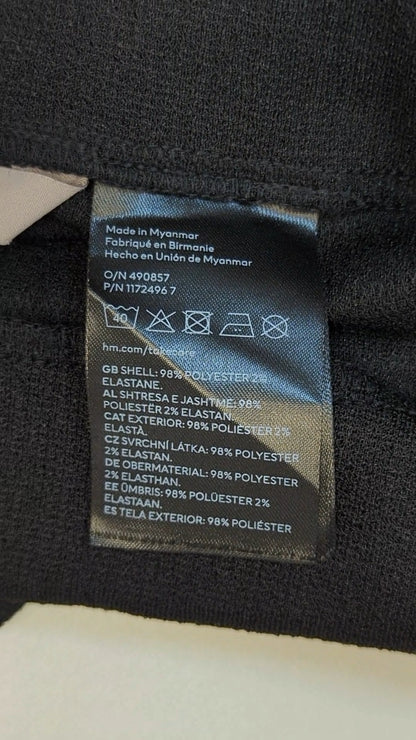 Made in Myanmar
Fabriqué en Birmanie
Hecho en Unión de Myanmar
O/N 490857
P/N 1172496 7
40
hm.com/takecare
GB SHELL: 98% POLYESTER 2%
ELASTANE.
AL SHTRESA E JASHTME: 98%
POLIESTËR 2% ELASTAN.
CAT EXTERIOR: 98% POLIÈSTER 2%
ELASTÀ.
CZ SVRCHNÍ LÁTKA: 98% POLYESTER
2% ELASTAN.
DE OBERMATERIAL: 98% POLYESTER
2% ELASTHAN.
EE ÜMBRIS: 98% POLÜESTER 2%
ELASTAAN.
ES TELA EXTERIOR: 98% POLIÉSTER